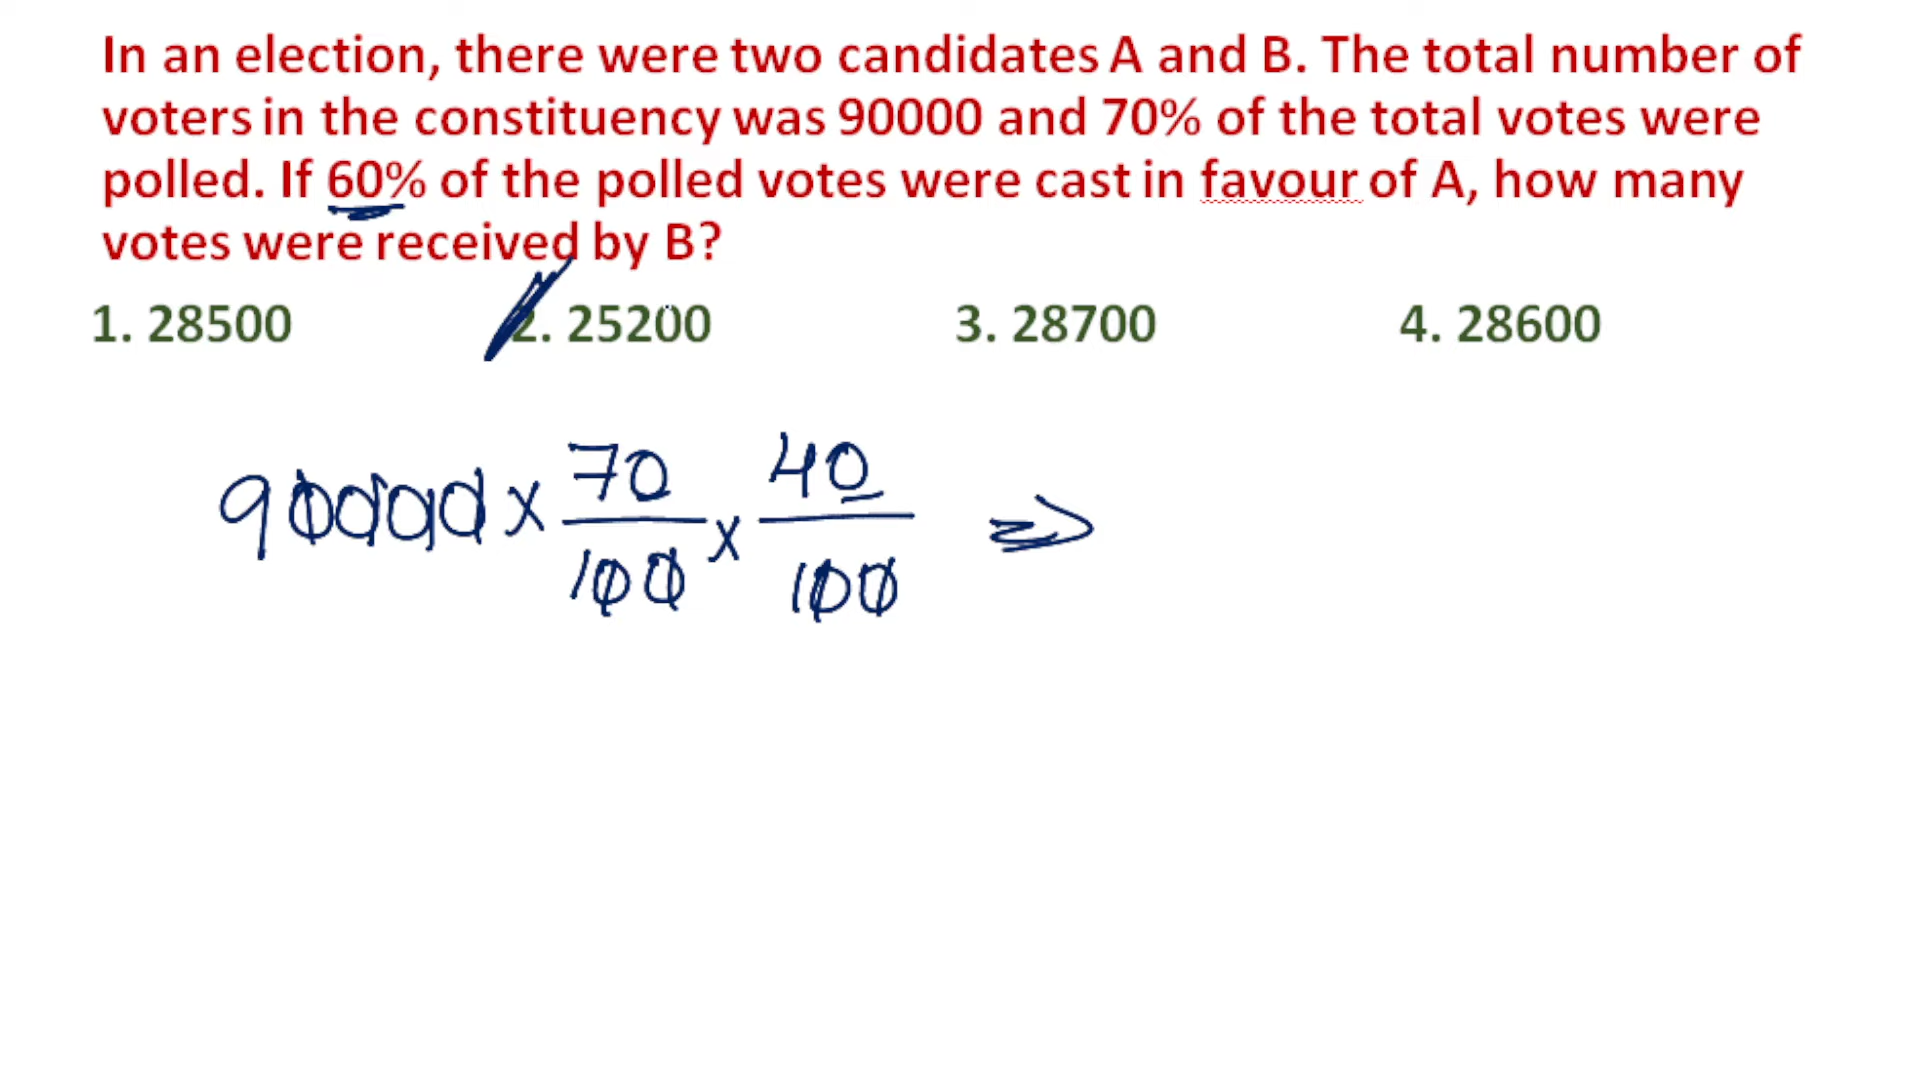 In an election, there were two candidates A and B. The total number of
voters in the constituency was 90000 and 70% of the total votes were
polled. If 60% of the polled votes were cast in favour of A, how many
votes were received by B?
1. 28500 2. 25200 3. 28700 4. 28600
90000 × 70/100 × 40/100 ⇒